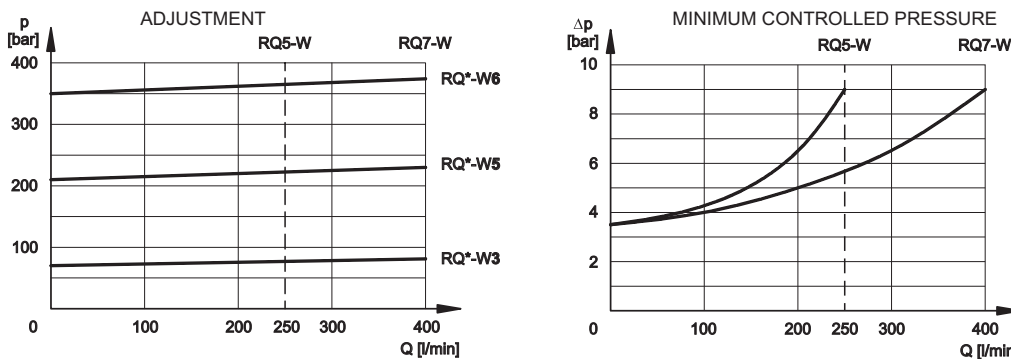 ADJUSTMENT
p
[bar]
RQ5-W
RQ7-W
400
300
200
100
0
RQ*-W6
RQ*-W5
RQ*-W3
100
200
250
300
400
Q [l/min]
MINIMUM CONTROLLED PRESSURE
Δp
[bar]
RQ5-W
RQ7-W
10
8
6
4
2
0
100
200
250
300
400
Q [l/min